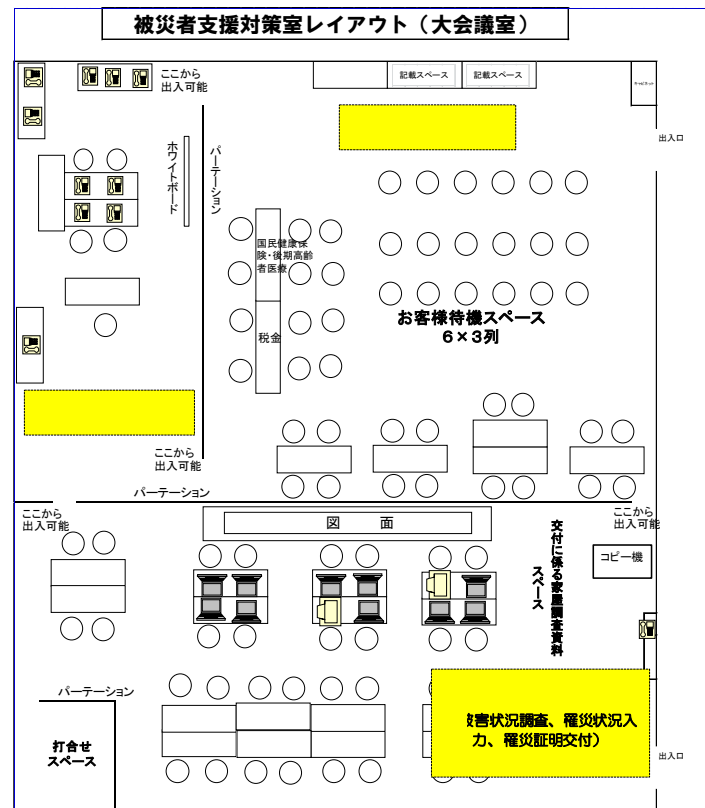 被災者支援対策室レイアウト（大会議室）
ここから
出入可能
記載スペース
記載スペース
キャビネット
出入口
ホワイトボード
パーテーション
国民健康保
険・後期高齢
者医療
税金
お客様待機スペース
6×3列
ここから
出入可能
パーテーション
ここから
出入可能
図　面
ここから
出入可能
交付に係る家屋調査資料
スペース
コピー機
パーテーション
打合せ
スペース
被害状況調査、罹災状況入
力、罹災証明交付）
出入口